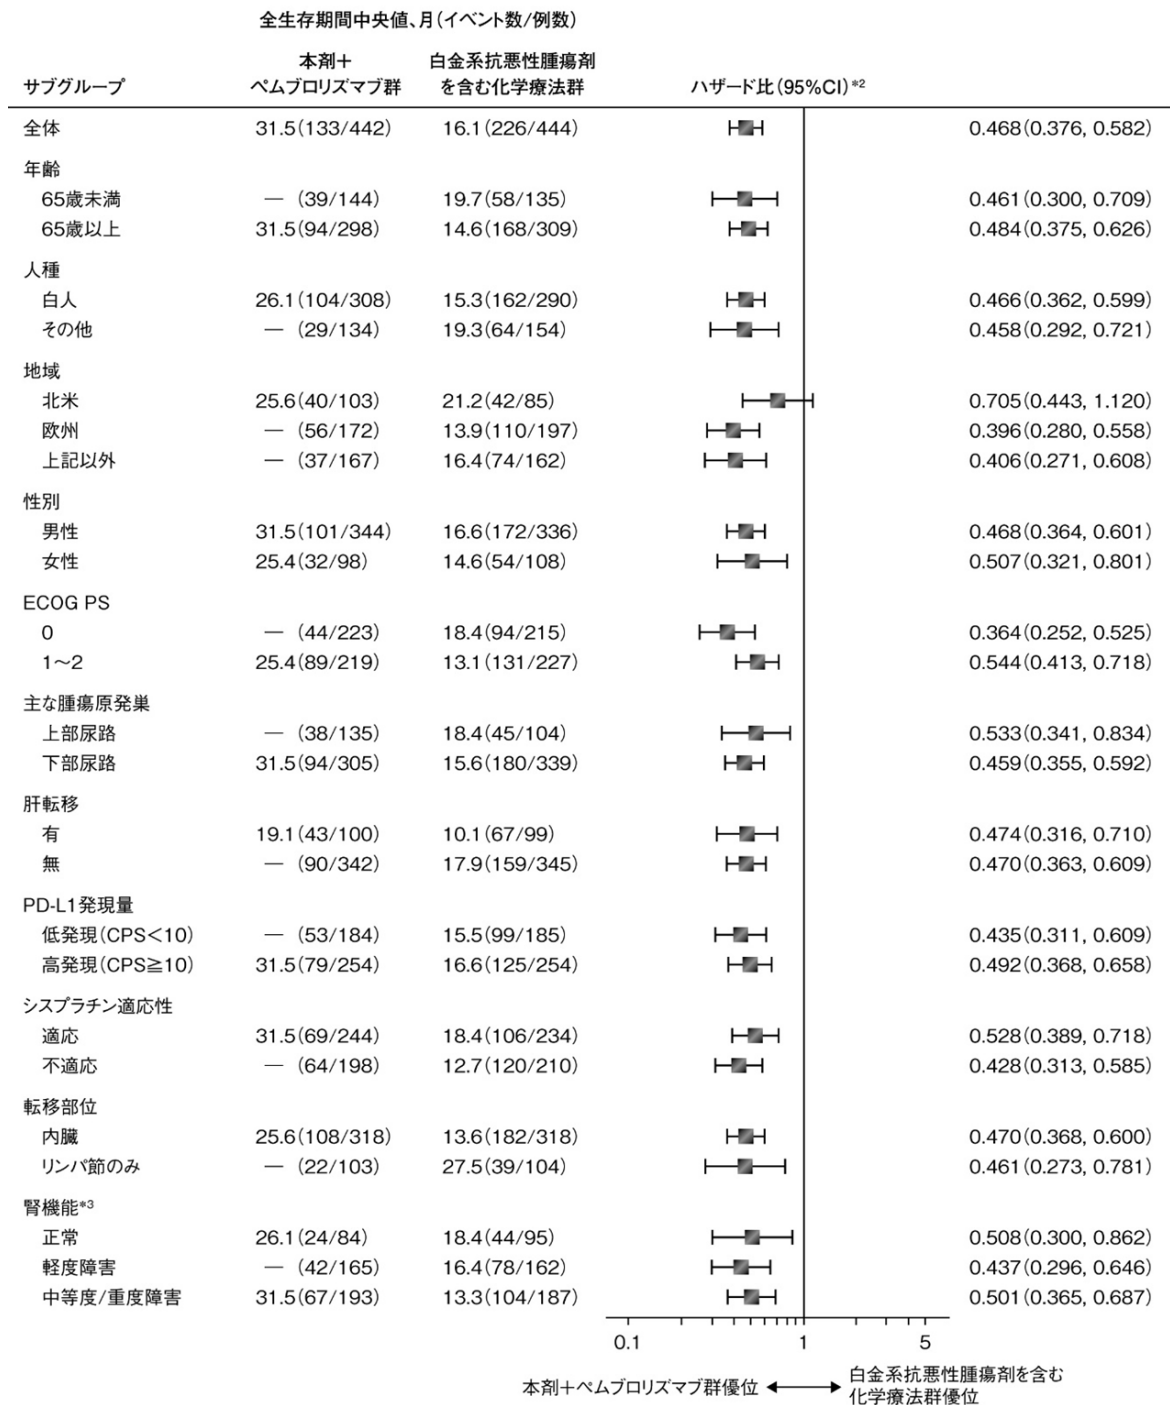 全生存期間中央値、月(イベント数/例数)
サブグループ 本剤＋ペムブロリズマブ群 白金系抗悪性腫瘍剤を含む化学療法群 ハザード比(95%CI)*2
全体 31.5(133/442) 16.1(226/444) 0.468(0.376, 0.582)
年齢
65歳未満 — (39/144) 19.7(58/135) 0.461(0.300, 0.709)
65歳以上 31.5(94/298) 14.6(168/309) 0.484(0.375, 0.626)
人種
白人 26.1(104/308) 15.3(162/290) 0.466(0.362, 0.599)
その他 — (29/134) 19.3(64/154) 0.458(0.292, 0.721)
地域
北米 25.6(40/103) 21.2(42/85) 0.705(0.443, 1.120)
欧州 — (56/172) 13.9(110/197) 0.396(0.280, 0.558)
上記以外 — (37/167) 16.4(74/162) 0.406(0.271, 0.608)
性別
男性 31.5(101/344) 16.6(172/336) 0.468(0.364, 0.601)
女性 25.4(32/98) 14.6(54/108) 0.507(0.321, 0.801)
ECOG PS
0 — (44/223) 18.4(94/215) 0.364(0.252, 0.525)
1〜2 25.4(89/219) 13.1(131/227) 0.544(0.413, 0.718)
主な腫瘍原発巣
上部尿路 — (38/135) 18.4(45/104) 0.533(0.341, 0.834)
下部尿路 31.5(94/305) 15.6(180/339) 0.459(0.355, 0.592)
肝転移
有 19.1(43/100) 10.1(67/99) 0.474(0.316, 0.710)
無 — (90/342) 17.9(159/345) 0.470(0.363, 0.609)
PD-L1発現量
低発現(CPS＜10) — (53/184) 15.5(99/185) 0.435(0.311, 0.609)
高発現(CPS≧10) 31.5(79/254) 16.6(125/254) 0.492(0.368, 0.658)
シスプラチン適応性
適応 31.5(69/244) 18.4(106/234) 0.528(0.389, 0.718)
不適応 — (64/198) 12.7(120/210) 0.428(0.313, 0.585)
転移部位
内臓 25.6(108/318) 13.6(182/318) 0.470(0.368, 0.600)
リンパ節のみ — (22/103) 27.5(39/104) 0.461(0.273, 0.781)
腎機能*3
正常 26.1(24/84) 18.4(44/95) 0.508(0.300, 0.862)
軽度障害 — (42/165) 16.4(78/162) 0.437(0.296, 0.646)
中等度/重度障害 31.5(67/193) 13.3(104/187) 0.501(0.365, 0.687)
0.1 1 5
本剤＋ペムブロリズマブ群優位 ←→ 白金系抗悪性腫瘍剤を含む
化学療法群優位